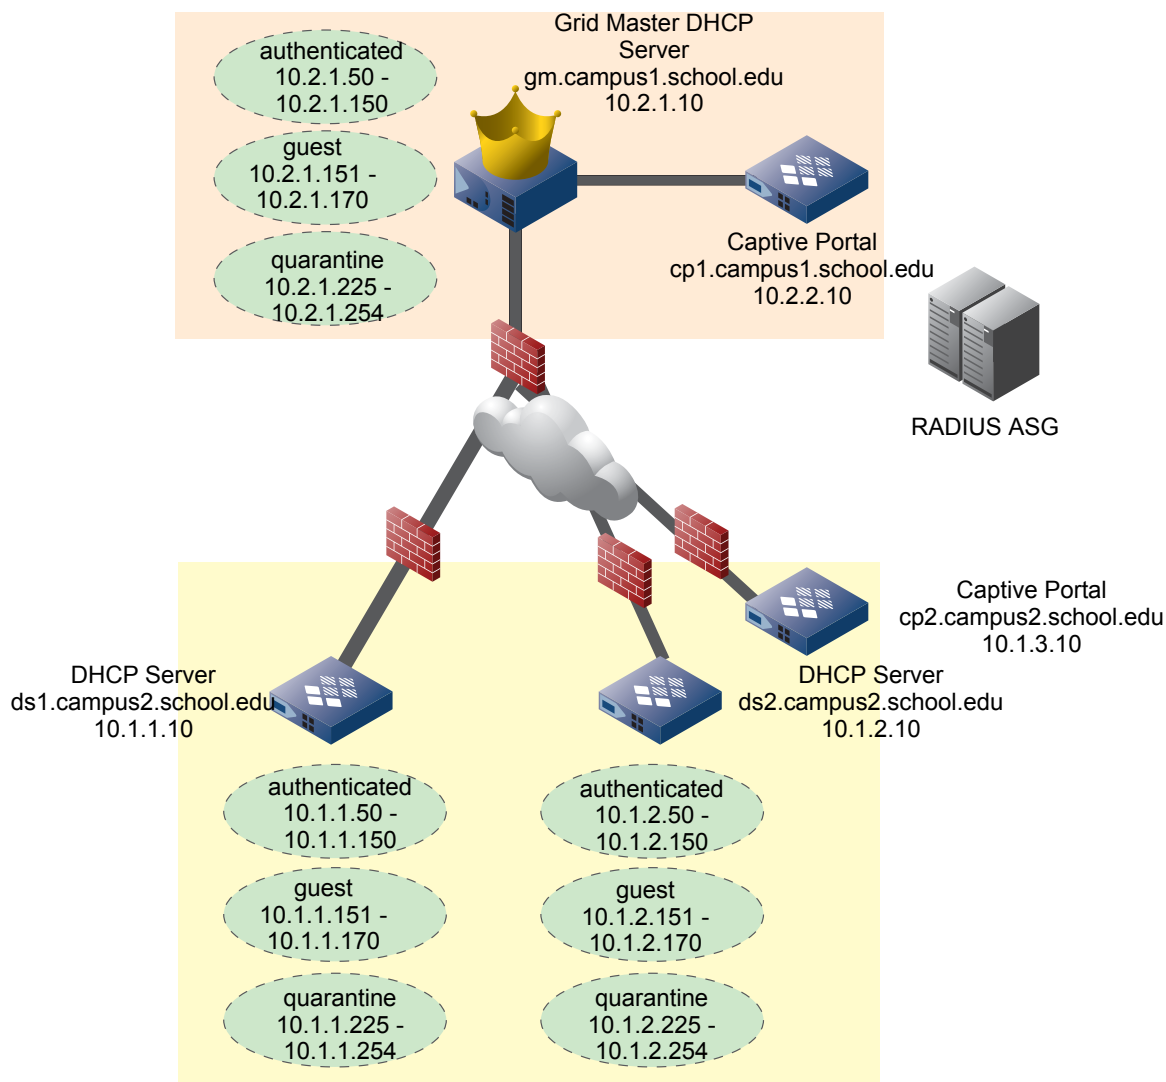 Grid Master DHCP
Server
gm.campus1.school.edu
10.2.1.10
authenticated
10.2.1.50 -
10.2.1.150
guest
10.2.1.151 -
10.2.1.170
quarantine
10.2.1.225 -
10.2.1.254
Captive Portal
cp1.campus1.school.edu
10.2.2.10
RADIUS ASG
Captive Portal
cp2.campus2.school.edu
10.1.3.10
DHCP Server
ds1.campus2.school.edu
10.1.1.10
DHCP Server
ds2.campus2.school.edu
10.1.2.10
authenticated
10.1.1.50 -
10.1.1.150
guest
10.1.1.151 -
10.1.1.170
quarantine
10.1.1.225 -
10.1.1.254
authenticated
10.1.2.50 -
10.1.2.150
guest
10.1.2.151 -
10.1.2.170
quarantine
10.1.2.225 -
10.1.2.254